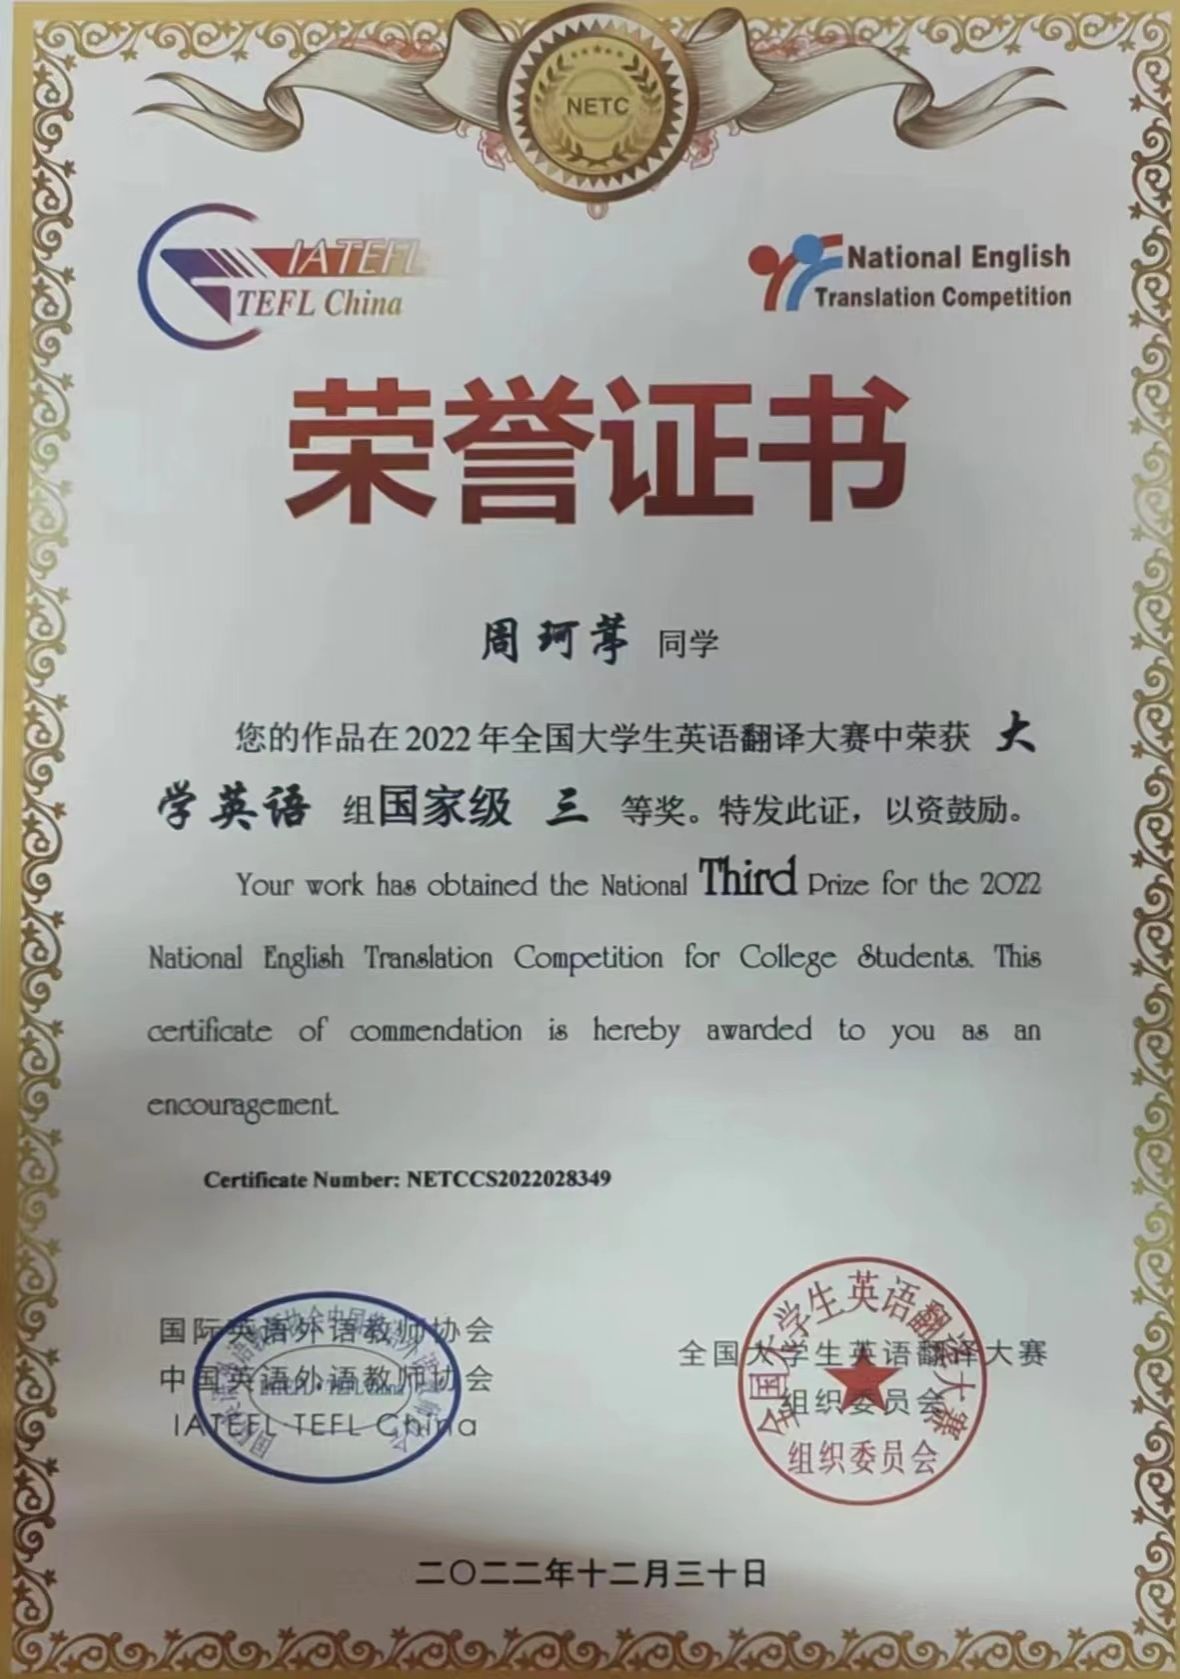 NETC
IATEFL
TEFL China
National English
Translation Competition
荣誉证书
周珂葶 同学
您的作品在2022年全国大学生英语翻译大赛中荣获 大
学英语 组国家级 三 等奖。特发此证，以资鼓励。
Your work has obtained the National Third Prize for the 2022
National English Translation Competition for College Students. This
certificate of commendation is hereby awarded to you as an
encouragement.
Certificate Number: NETCCS2022028349
国际英语外语教师协会
中国英语外语教师协会
IATEFL·TEFL China
全国大学生英语翻译大赛
组织委员会
全国大学生英语翻译大赛
组织委员会
二〇二二年十二月三十日